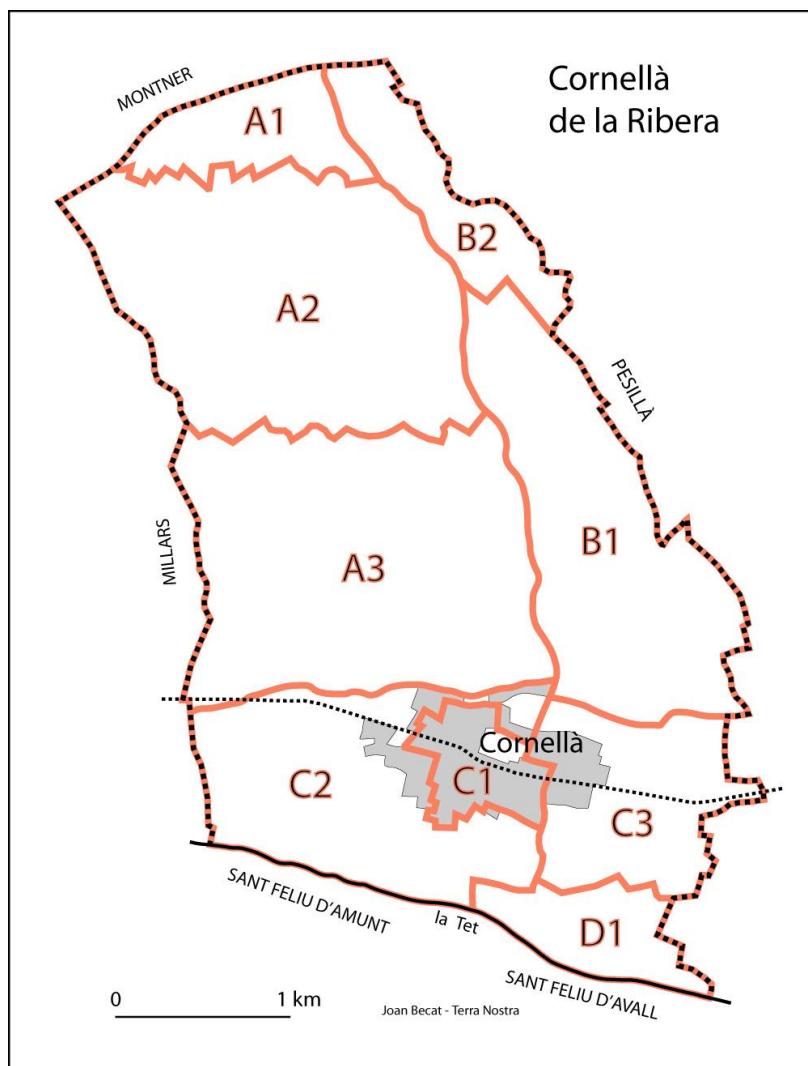 Cornellà
de la Ribera
MONTNER
A1
B2
A2
PESILLÀ
MILLARS
A3
B1
Cornellà
C2
C1
C3
SANT FELIU D'AMUNT
la Tet
D1
SANT FELIU D'AVALL
0 1 km
Joan Becat - Terra Nostra